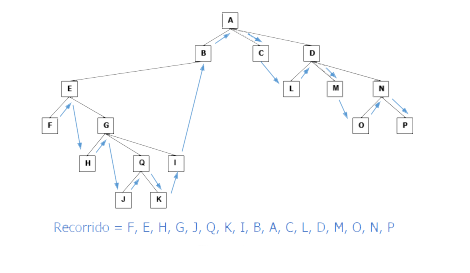 A
B C D
E L M N
F G O P
H Q I
J K
Recorrido = F, E, H, G, J, Q, K, I, B, A, C, L, D, M, O, N, P